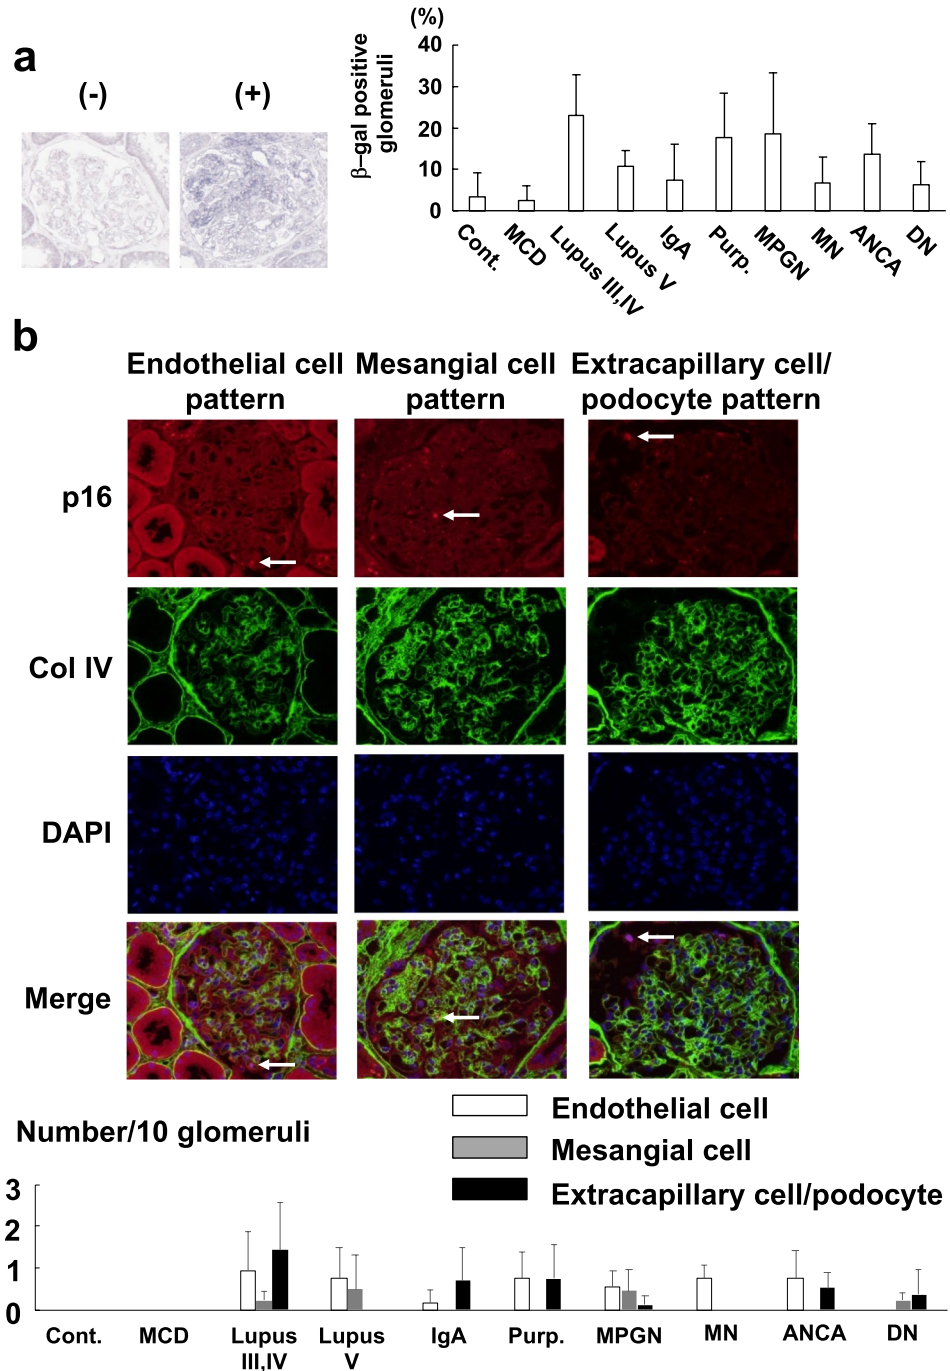 a
(-)
(+)
(%)
β–gal positive
glomeruli
40
30
20
10
0
Cont.
MCD
Lupus III,IV
Lupus V
IgA
Purp.
MPGN
MN
ANCA
DN
b
Endothelial cell
pattern
Mesangial cell
pattern
Extracapillary cell/
podocyte pattern
p16
Col IV
DAPI
Merge
Number/10 glomeruli
Endothelial cell
Mesangial cell
Extracapillary cell/podocyte
3
2
1
0
Cont.
MCD
Lupus
III,IV
Lupus
V
IgA
Purp.
MPGN
MN
ANCA
DN